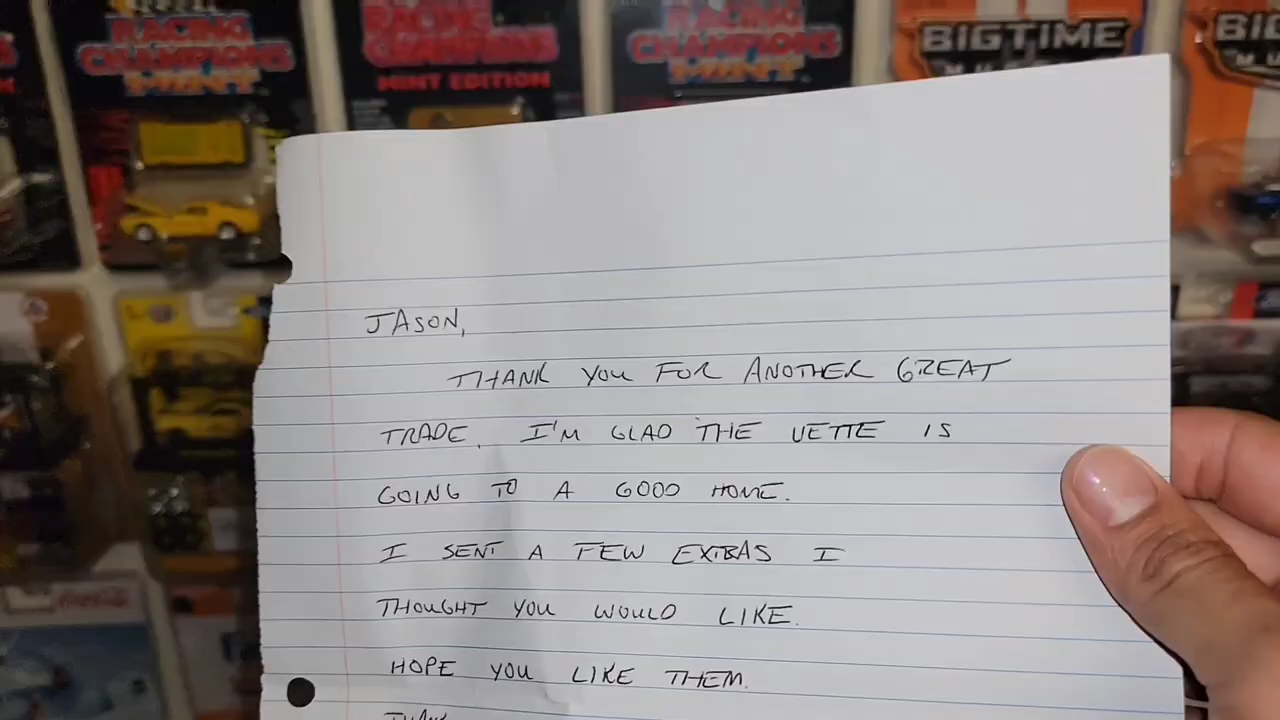 RACING CHAMPIONS MINT
RACING CHAMPIONS MINT EDITION
RACING CHAMPIONS MINT
BIGTIME
JASON,
THANK YOU FOR ANOTHER GREAT
TRADE. I'M GLAD THE VETTE IS
GOING TO A GOOD HOME.
I SENT A FEW EXTRAS I
THOUGHT YOU WOULD LIKE.
HOPE YOU LIKE THEM.